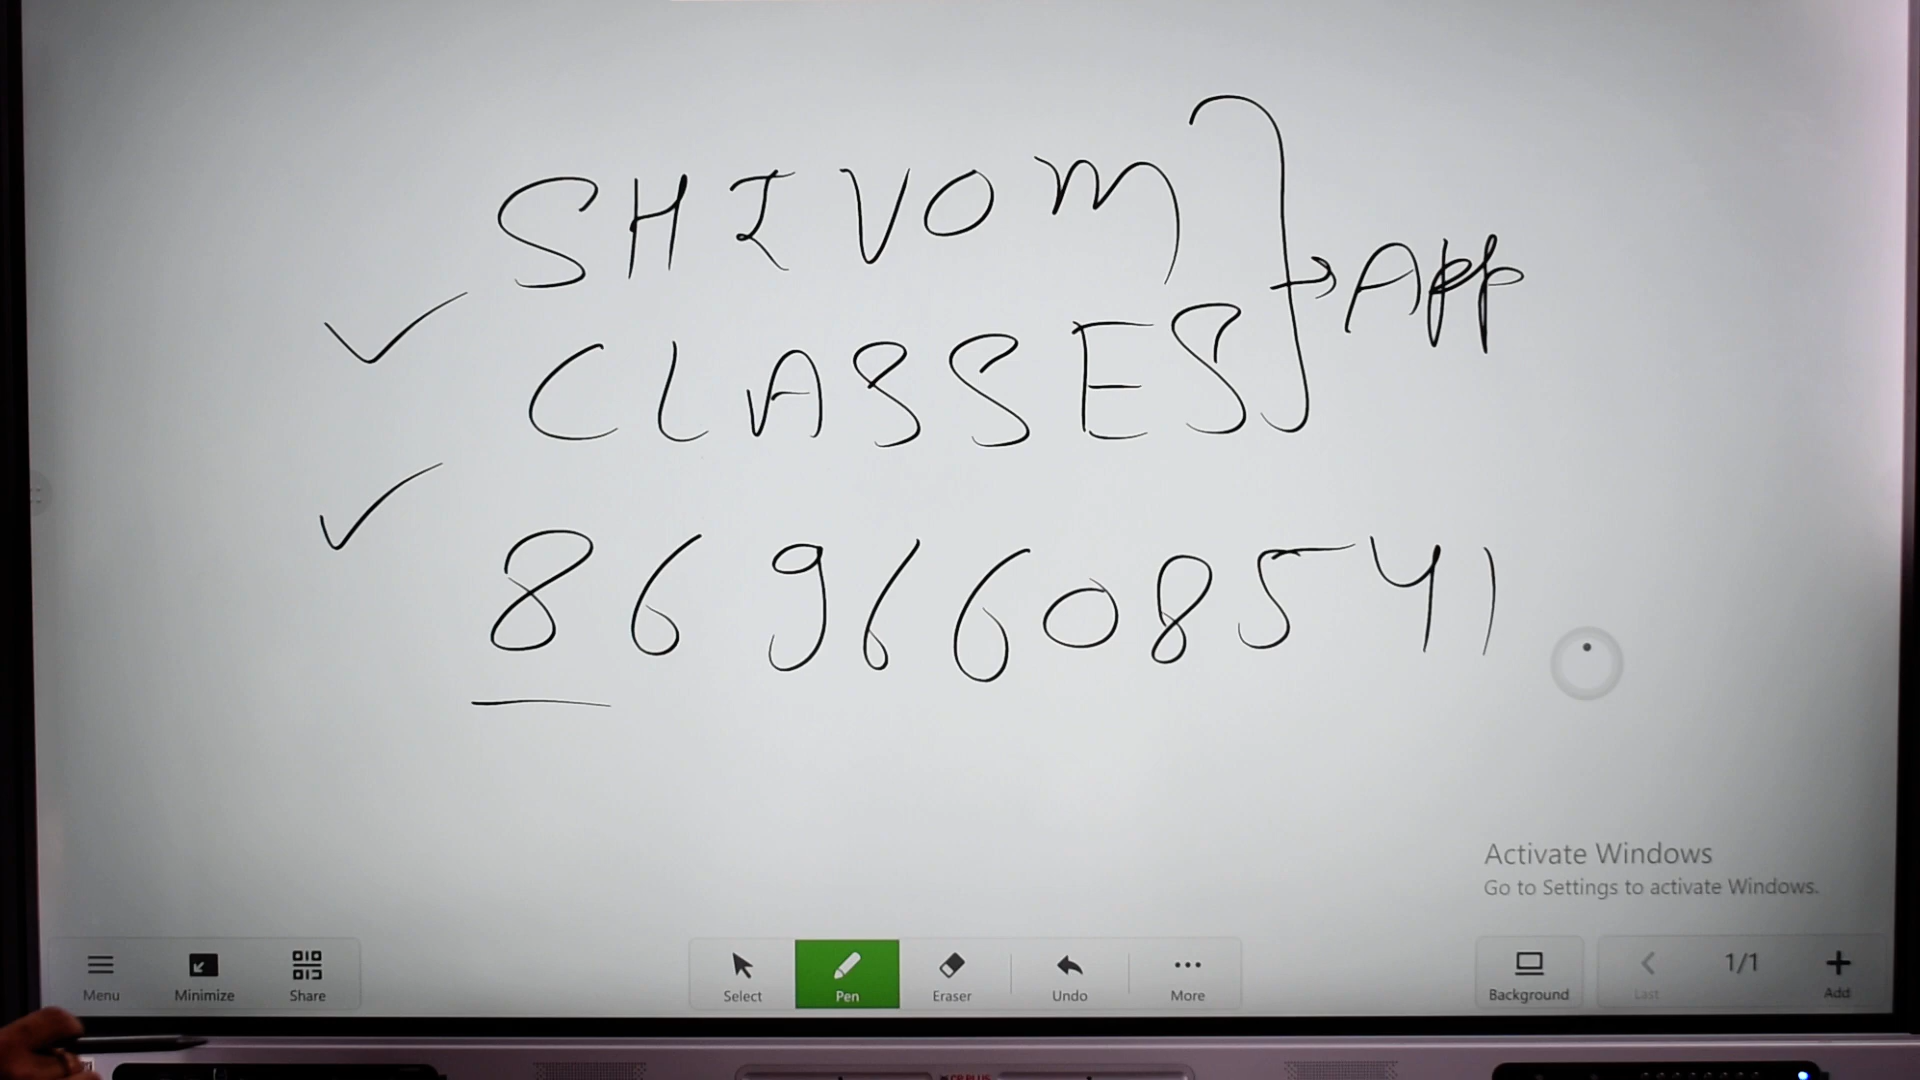 SHIVOM
CLASSES
App
8696608541
Activate Windows
Go to Settings to activate Windows.
Menu
Minimize
Share
Select
Pen
Eraser
Undo
More
Background
Last
1/1
Add